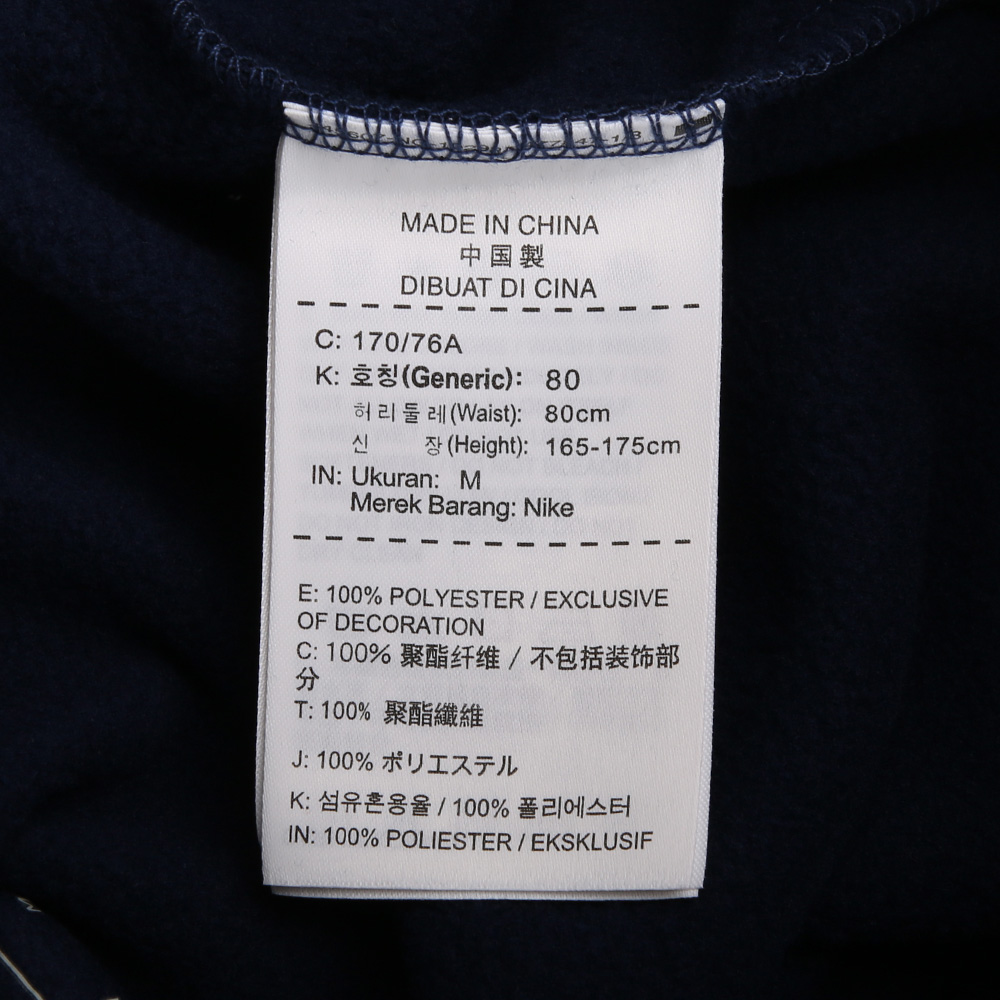 MADE IN CHINA
中国製
DIBUAT DI CINA
C: 170/76A
K: 호칭(Generic): 80
허리둘레(Waist): 80cm
신 장(Height): 165-175cm
IN: Ukuran: M
Merek Barang: Nike
E: 100% POLYESTER / EXCLUSIVE
OF DECORATION
C: 100% 聚酯纤维 / 不包括装饰部
分
T: 100% 聚酯纖維
J: 100% ポリエステル
K: 섬유혼용율 / 100% 폴리에스터
IN: 100% POLIESTER / EKSKLUSIF